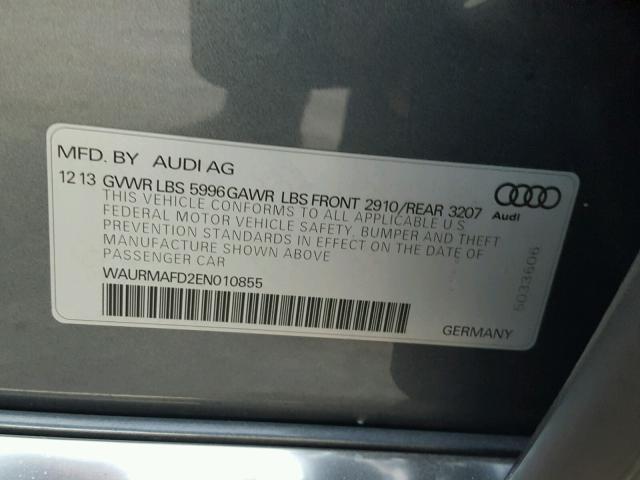 MFD. BY AUDI AG
12 13 GVWR LBS 5996 GAWR LBS FRONT 2910/REAR 3207
THIS VEHICLE CONFORMS TO ALL APPLICABLE U S
FEDERAL MOTOR VEHICLE SAFETY, BUMPER AND THEFT
PREVENTION STANDARDS IN EFFECT ON THE DATE OF
MANUFACTURE SHOWN ABOVE
PASSENGER CAR
WAURMAFD2EN010855
Audi
5033606
GERMANY